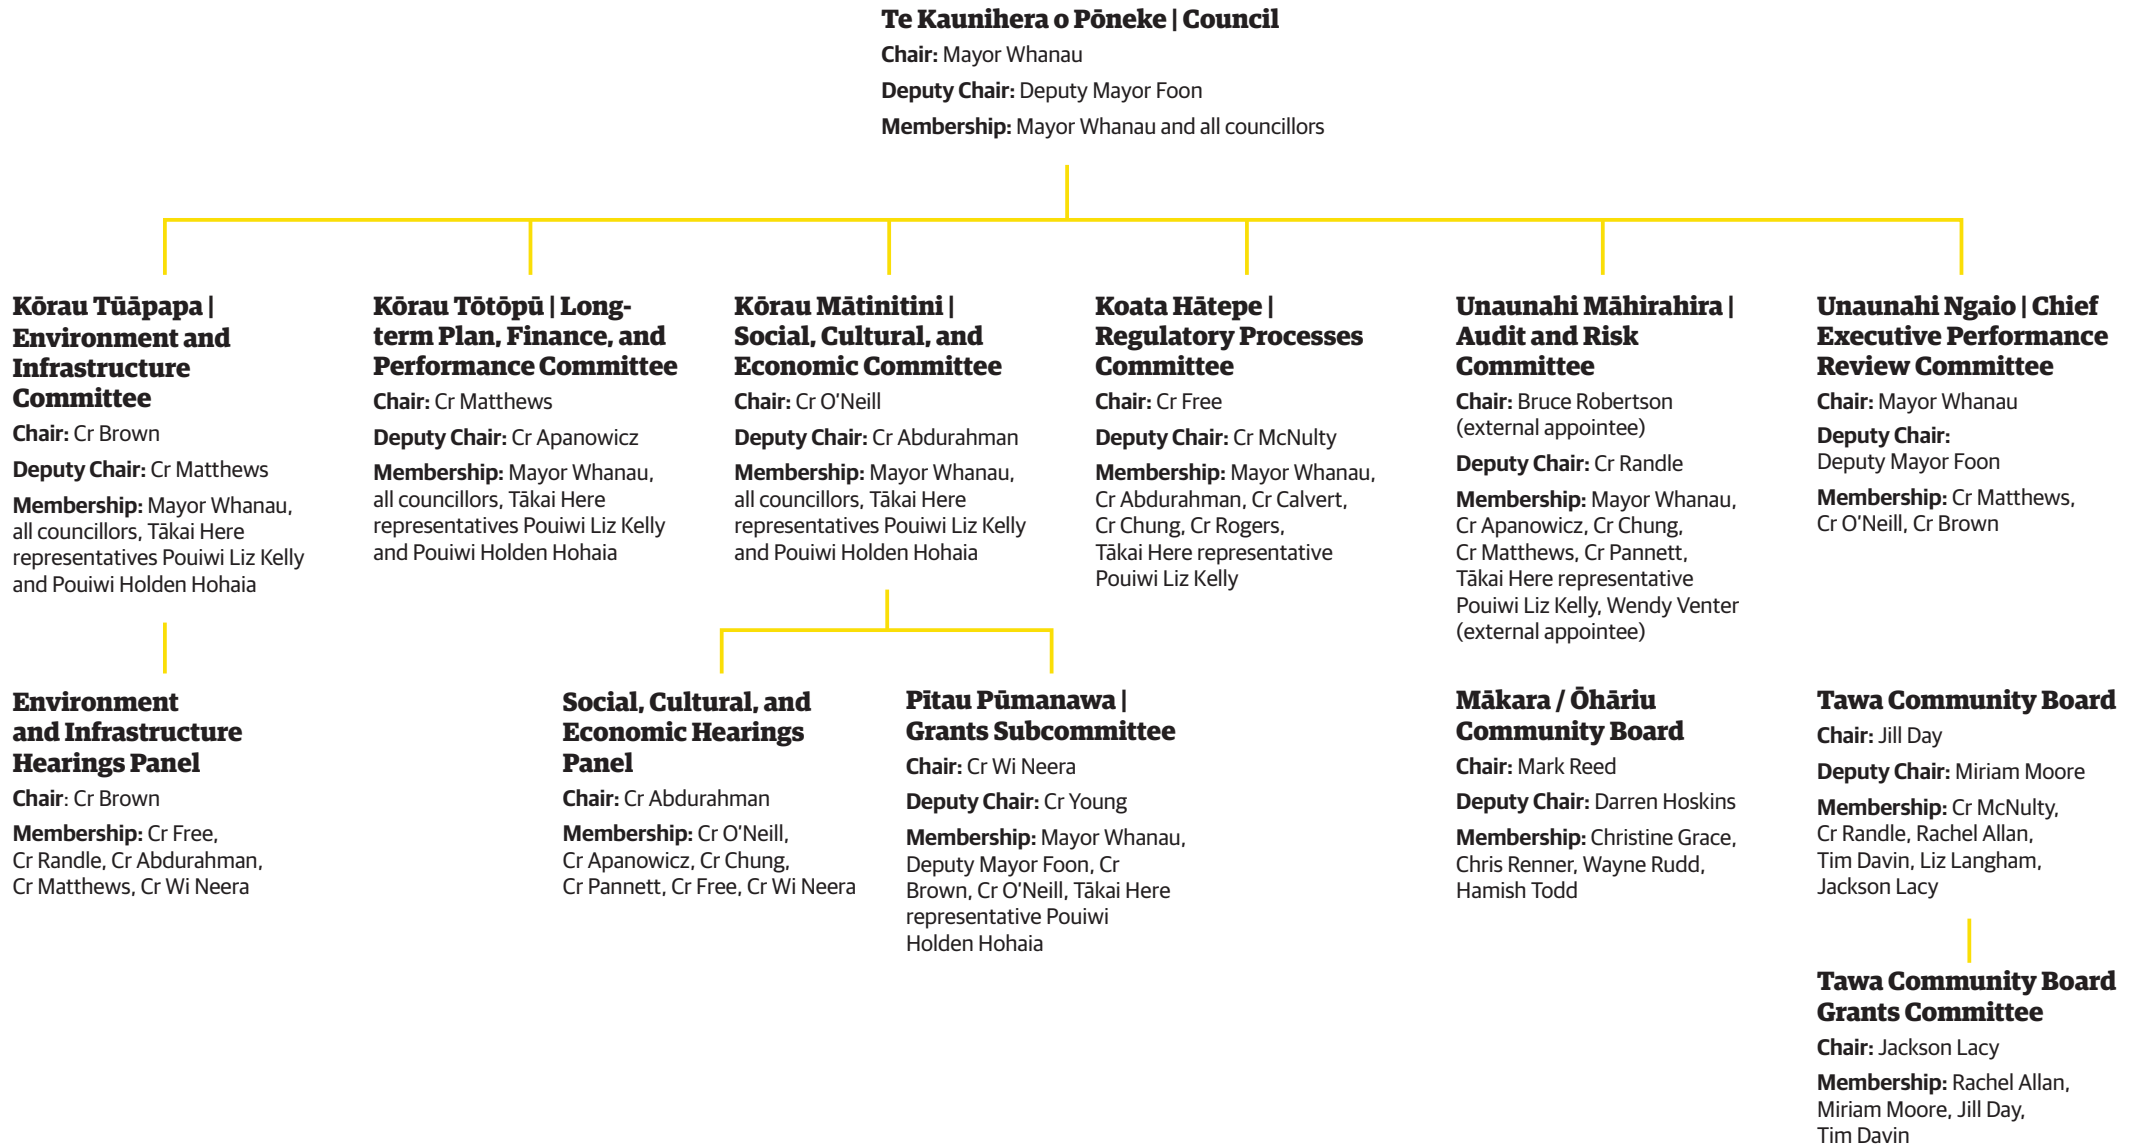 Te Kaunihera o Pōneke | Council
Chair: Mayor Whanau
Deputy Chair: Deputy Mayor Foon
Membership: Mayor Whanau and all councillors
Kōrau Tūāpapa |
Environment and
Infrastructure
Committee
Chair: Cr Brown
Deputy Chair: Cr Matthews
Membership: Mayor Whanau,
all councillors, Tākai Here
representatives Pouiwi Liz Kelly
and Pouiwi Holden Hohaia
Kōrau Tōtōpū | Long-
term Plan, Finance, and
Performance Committee
Chair: Cr Matthews
Deputy Chair: Cr Apanowicz
Membership: Mayor Whanau,
all councillors, Tākai Here
representatives Pouiwi Liz Kelly
and Pouiwi Holden Hohaia
Kōrau Mātinitini |
Social, Cultural, and
Economic Committee
Chair: Cr O'Neill
Deputy Chair: Cr Abdurahman
Membership: Mayor Whanau,
all councillors, Tākai Here
representatives Pouiwi Liz Kelly
and Pouiwi Holden Hohaia
Koata Hātepe |
Regulatory Processes
Committee
Chair: Cr Free
Deputy Chair: Cr McNulty
Membership: Mayor Whanau,
Cr Abdurahman, Cr Calvert,
Cr Chung, Cr Rogers,
Tākai Here representative
Pouiwi Liz Kelly
Unaunahi Māhirahira |
Audit and Risk
Committee
Chair: Bruce Robertson
(external appointee)
Deputy Chair: Cr Randle
Membership: Mayor Whanau,
Cr Apanowicz, Cr Chung,
Cr Matthews, Cr Pannett,
Tākai Here representative
Pouiwi Liz Kelly, Wendy Venter
(external appointee)
Unaunahi Ngaio | Chief
Executive Performance
Review Committee
Chair: Mayor Whanau
Deputy Chair:
Deputy Mayor Foon
Membership: Cr Matthews,
Cr O'Neill, Cr Brown
Environment
and Infrastructure
Hearings Panel
Chair: Cr Brown
Membership: Cr Free,
Cr Randle, Cr Abdurahman,
Cr Matthews, Cr Wi Neera
Social, Cultural, and
Economic Hearings
Panel
Chair: Cr Abdurahman
Membership: Cr O'Neill,
Cr Apanowicz, Cr Chung,
Cr Pannett, Cr Free, Cr Wi Neera
Pītau Pūmanawa |
Grants Subcommittee
Chair: Cr Wi Neera
Deputy Chair: Cr Young
Membership: Mayor Whanau,
Deputy Mayor Foon, Cr
Brown, Cr O'Neill, Tākai Here
representative Pouiwi
Holden Hohaia
Mākara / Ōhāriu
Community Board
Chair: Mark Reed
Deputy Chair: Darren Hoskins
Membership: Christine Grace,
Chris Renner, Wayne Rudd,
Hamish Todd
Tawa Community Board
Chair: Jill Day
Deputy Chair: Miriam Moore
Membership: Cr McNulty,
Cr Randle, Rachel Allan,
Tim Davin, Liz Langham,
Jackson Lacy
Tawa Community Board
Grants Committee
Chair: Jackson Lacy
Membership: Rachel Allan,
Miriam Moore, Jill Day,
Tim Davin